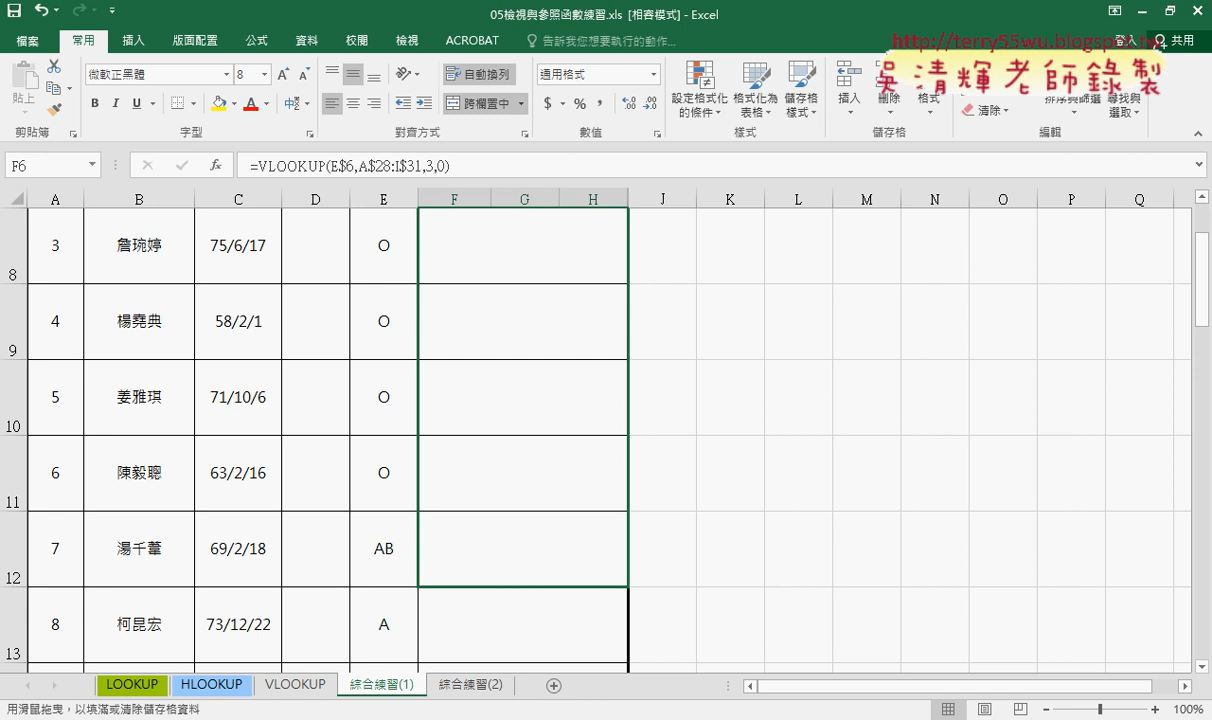 05檢視與參照函數練習.xls [相容模式] - Excel
檔案 常用 插入 版面配置 公式 資料 校閱 檢視 ACROBAT 告訴我您想要執行的動作... 登入 共用
http://terry55wu.blogspot.tw
吳清輝老師錄製
微軟正黑體 8 自動換列 通用格式
貼上 B I U 跨欄置中 $ % 設定格式化的條件 格式化為表格 儲存格樣式 插入 刪除 格式 清除 排序與篩選 尋找與選取
剪貼簿 字型 對齊方式 數值 樣式 儲存格 編輯
F6 fx =VLOOKUP(E$6,A$28:I$31,3,0)
A B C D E F G H J K L M N O P Q
8 3 詹琬婷 75/6/17 O
9 4 楊堯典 58/2/1 O
10 5 姜雅琪 71/10/6 O
11 6 陳毅聰 63/2/16 O
12 7 湯千葦 69/2/18 AB
13 8 柯昆宏 73/12/22 A
LOOKUP HLOOKUP VLOOKUP 綜合練習(1) 綜合練習(2)
用滑鼠拖曳，以填滿或清除儲存格資料 100%